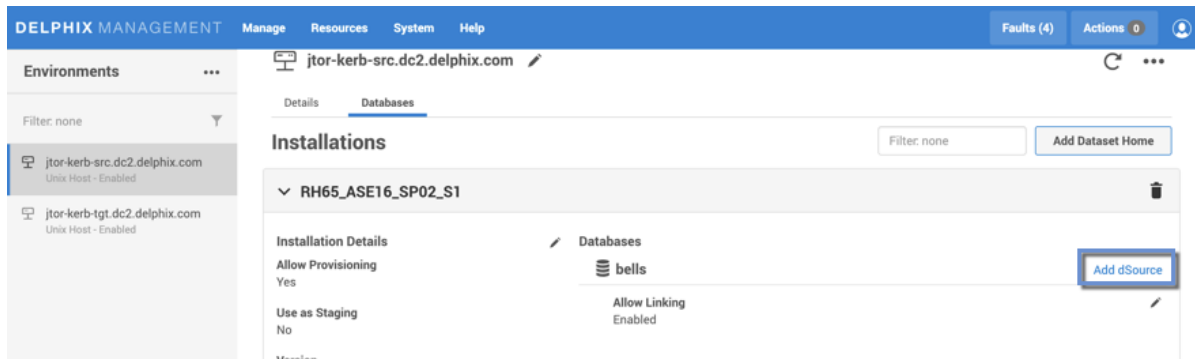 DELPHIX MANAGEMENT Manage Resources System Help Faults (4) Actions 0
Environments ...
jtor-kerb-src.dc2.delphix.com
Details Databases
Filter: none
Installations Filter: none Add Dataset Home
jtor-kerb-src.dc2.delphix.com
Unix Host - Enabled
RH65_ASE16_SP02_S1
jtor-kerb-tgt.dc2.delphix.com
Unix Host - Enabled
Installation Details Databases
Allow Provisioning
Yes
bells Add dSource
Use as Staging
No
Allow Linking
Enabled